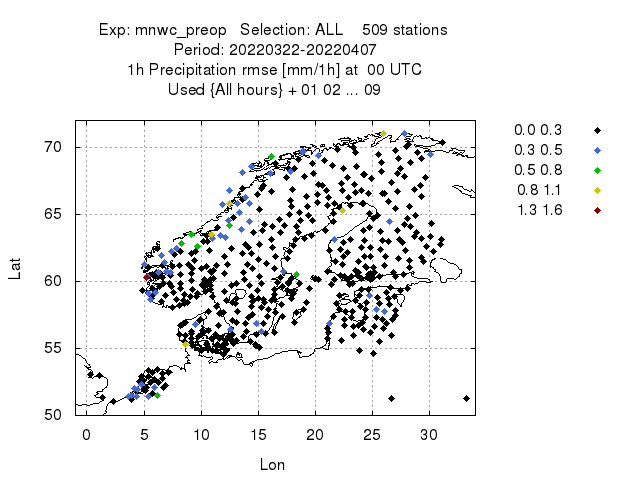 Exp: mnwc_preop Selection: ALL 509 stations
Period: 20220322-20220407
1h Precipitation rmse [mm/1h] at 00 UTC
Used {All hours} + 01 02 ... 09
0.0 0.3
0.3 0.5
0.5 0.8
0.8 1.1
1.3 1.6
70
65
60
55
50
Lat
0 5 10 15 20 25 30
Lon